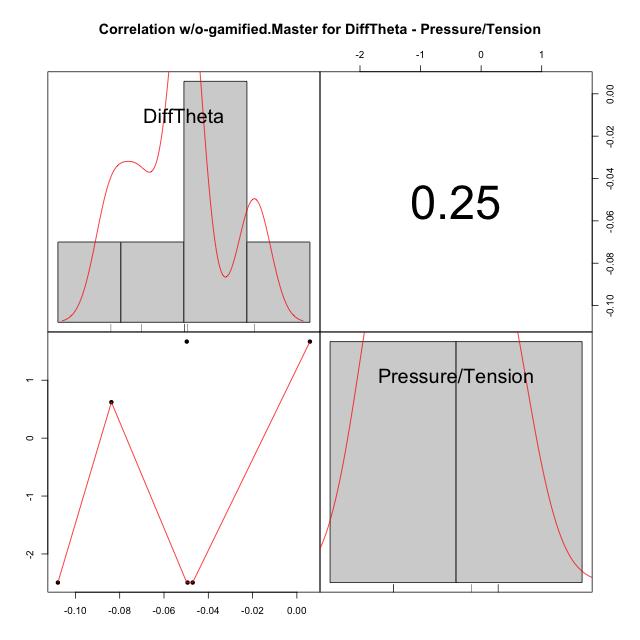 Correlation w/o-gamified.Master for DiffTheta - Pressure/Tension
-2 -1 0 1
DiffTheta
0.25
0.00
-0.02
-0.04
-0.06
-0.08
-0.10
Pressure/Tension
1
0
-1
-2
-0.10 -0.08 -0.06 -0.04 -0.02 0.00